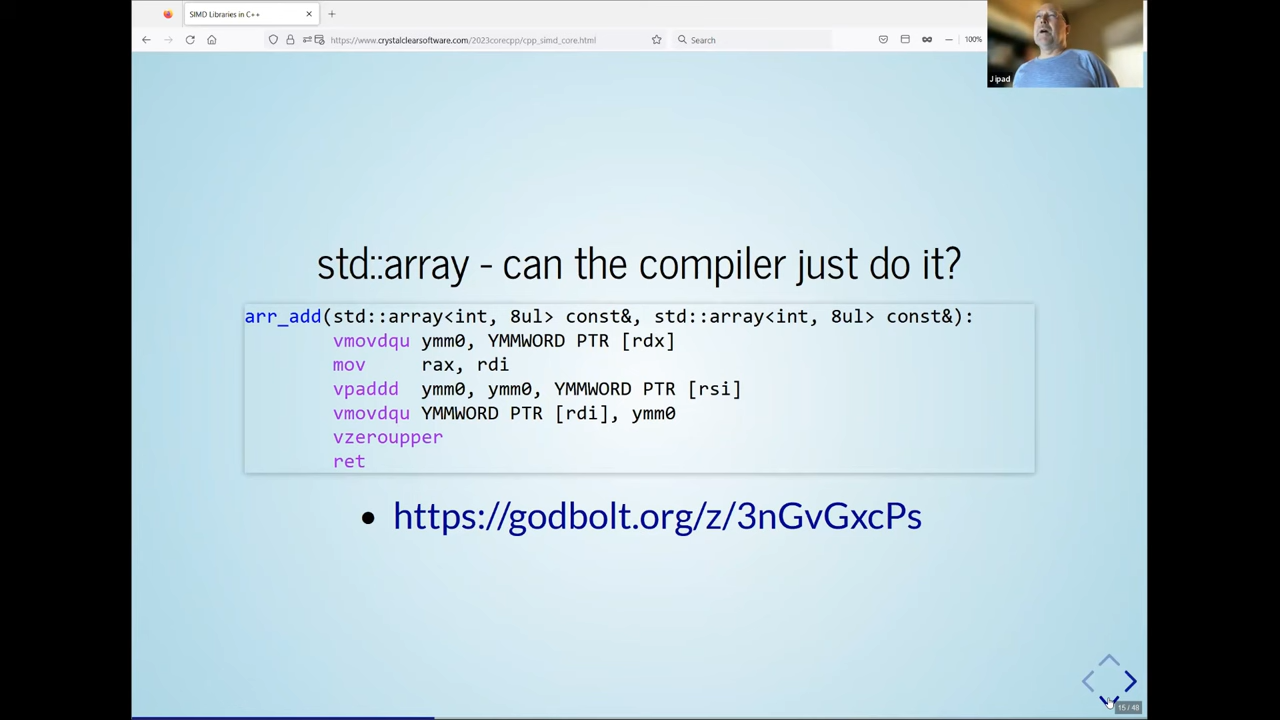 SIMD Libraries in C++
https://www.crystalclearsoftware.com/2023corecpp/cpp_simd_core.html
Search
100%
J ipad
std::array - can the compiler just do it?
arr_add(std::array<int, 8ul> const&, std::array<int, 8ul> const&):
vmovdqu ymm0, YMMWORD PTR [rdx]
mov rax, rdi
vpaddd ymm0, ymm0, YMMWORD PTR [rsi]
vmovdqu YMMWORD PTR [rdi], ymm0
vzeroupper
ret
https://godbolt.org/z/3nGvGxcPs
15 / 48